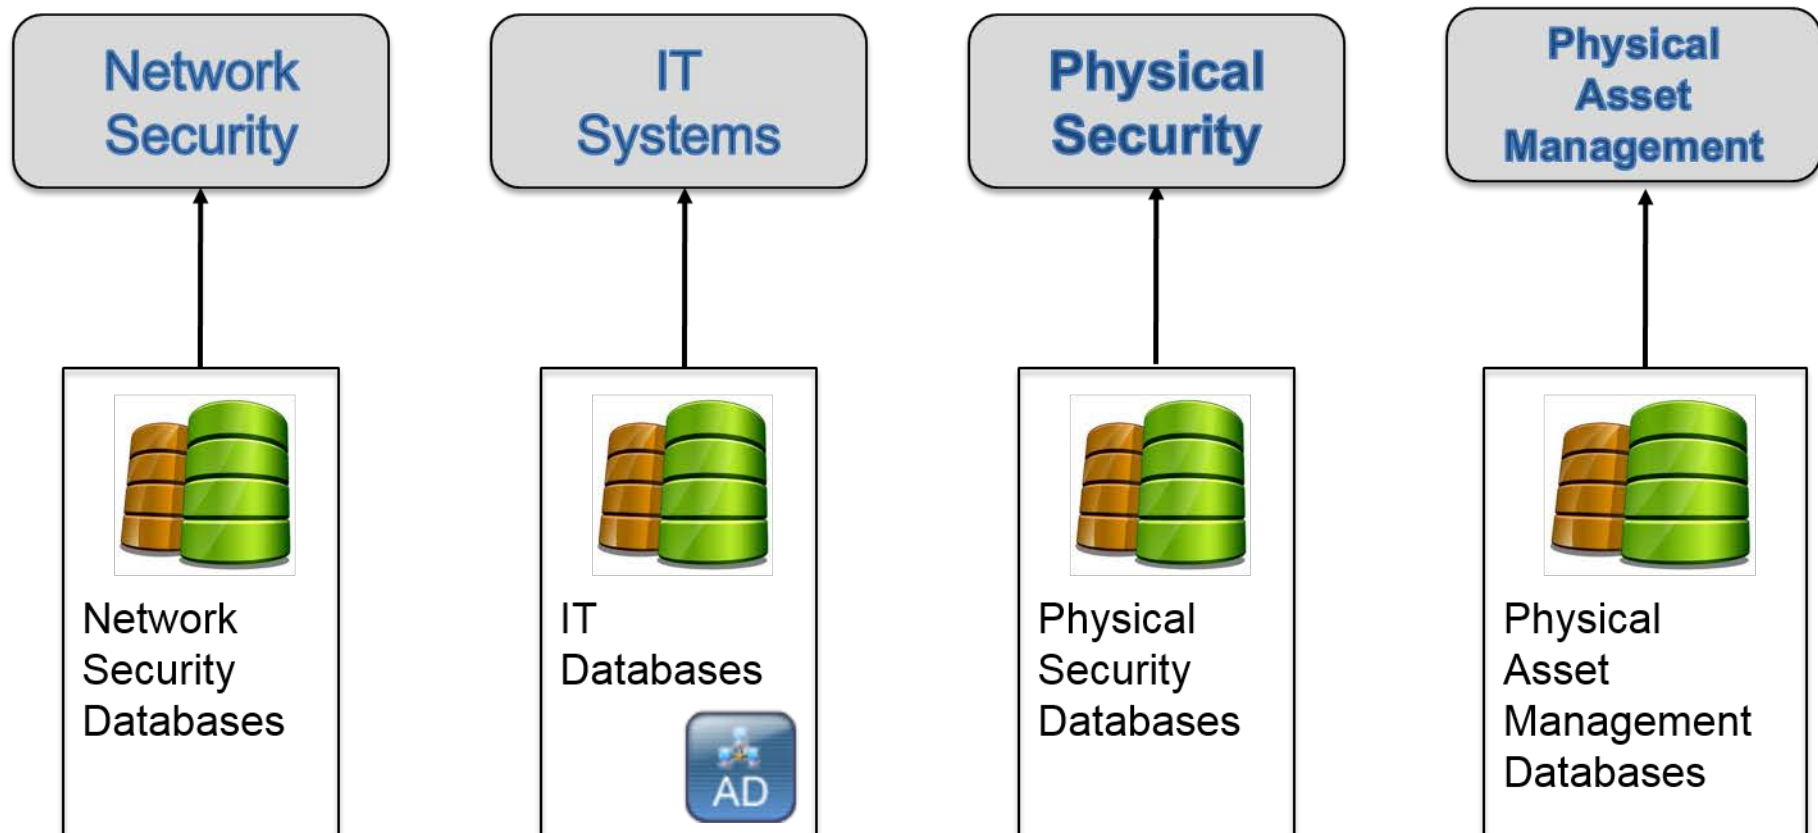 Network
Security
IT
Systems
Physical
Security
Physical
Asset
Management
Network
Security
Databases
IT
Databases
AD
Physical
Security
Databases
Physical
Asset
Management
Databases